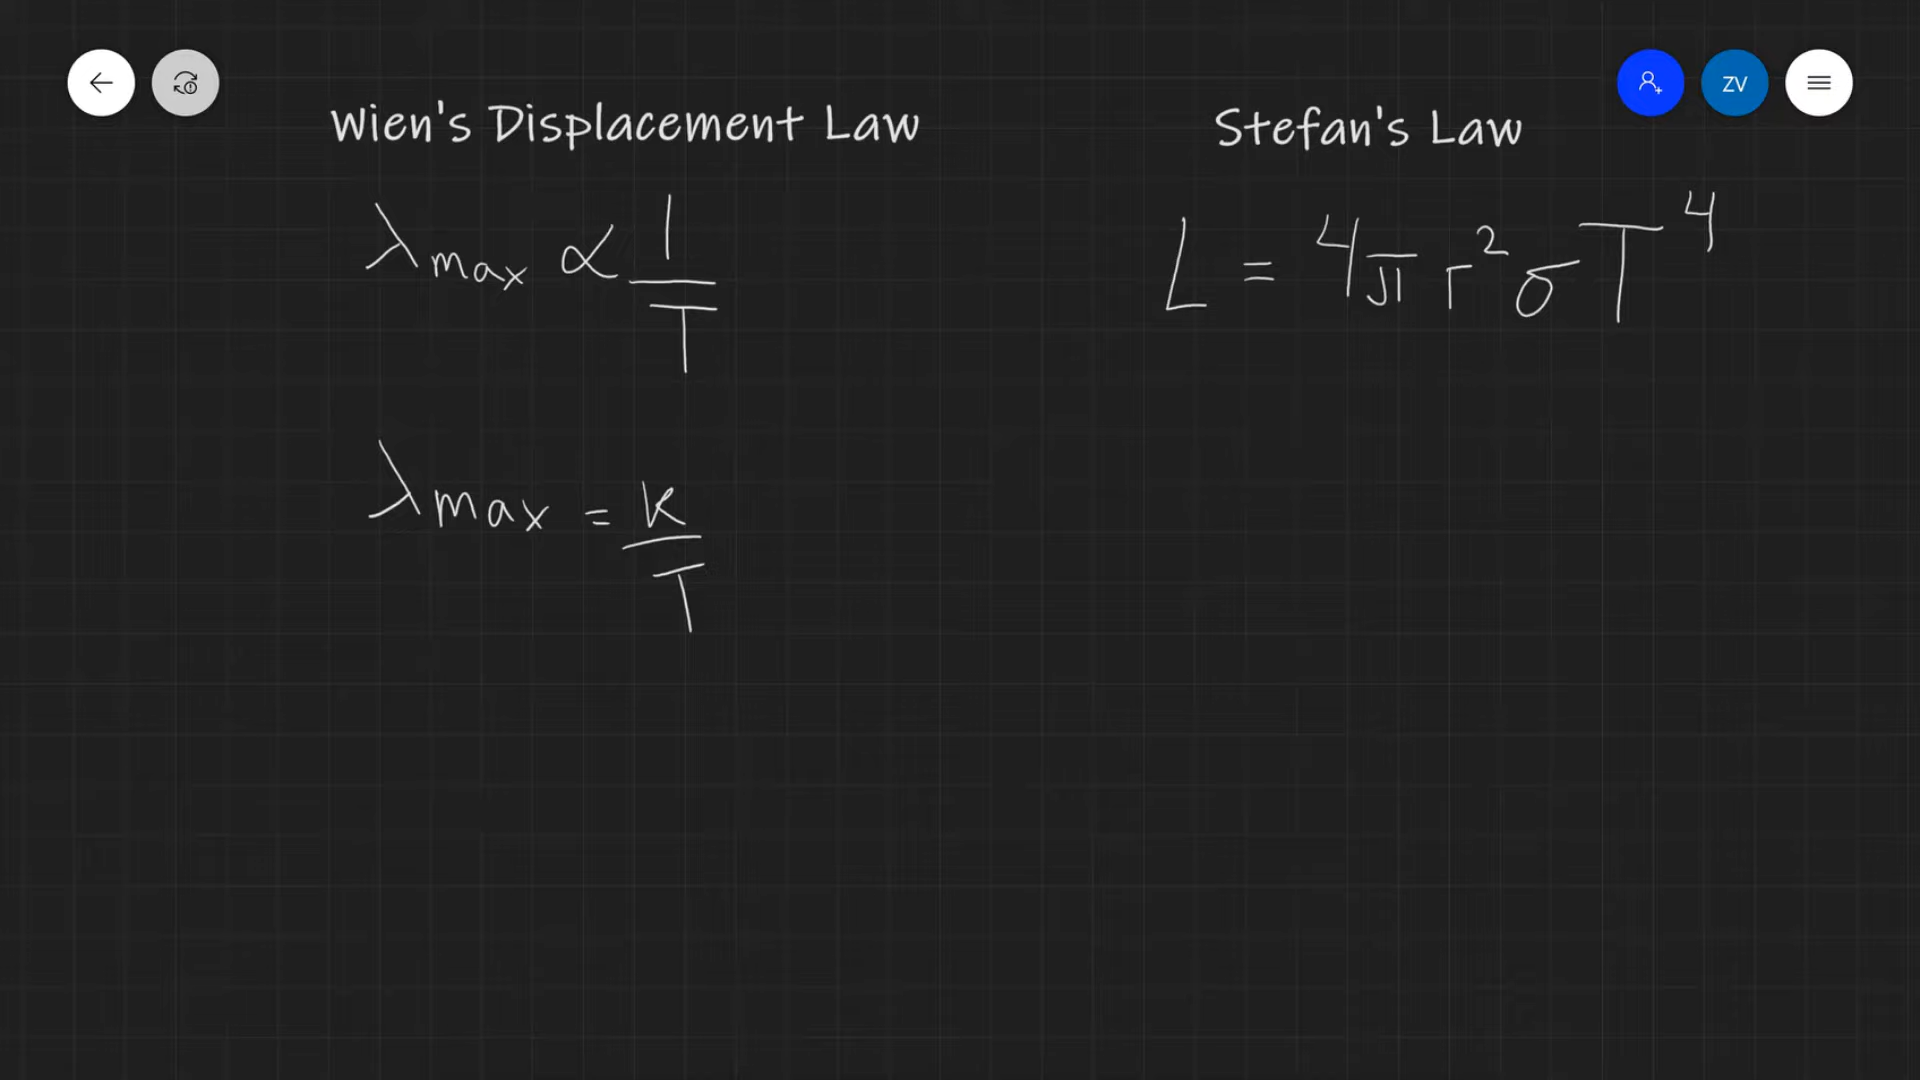 ZV
Wien's Displacement Law
λmax ∝ 1/T
λmax = k/T
Stefan's Law
L = 4πr²σT⁴